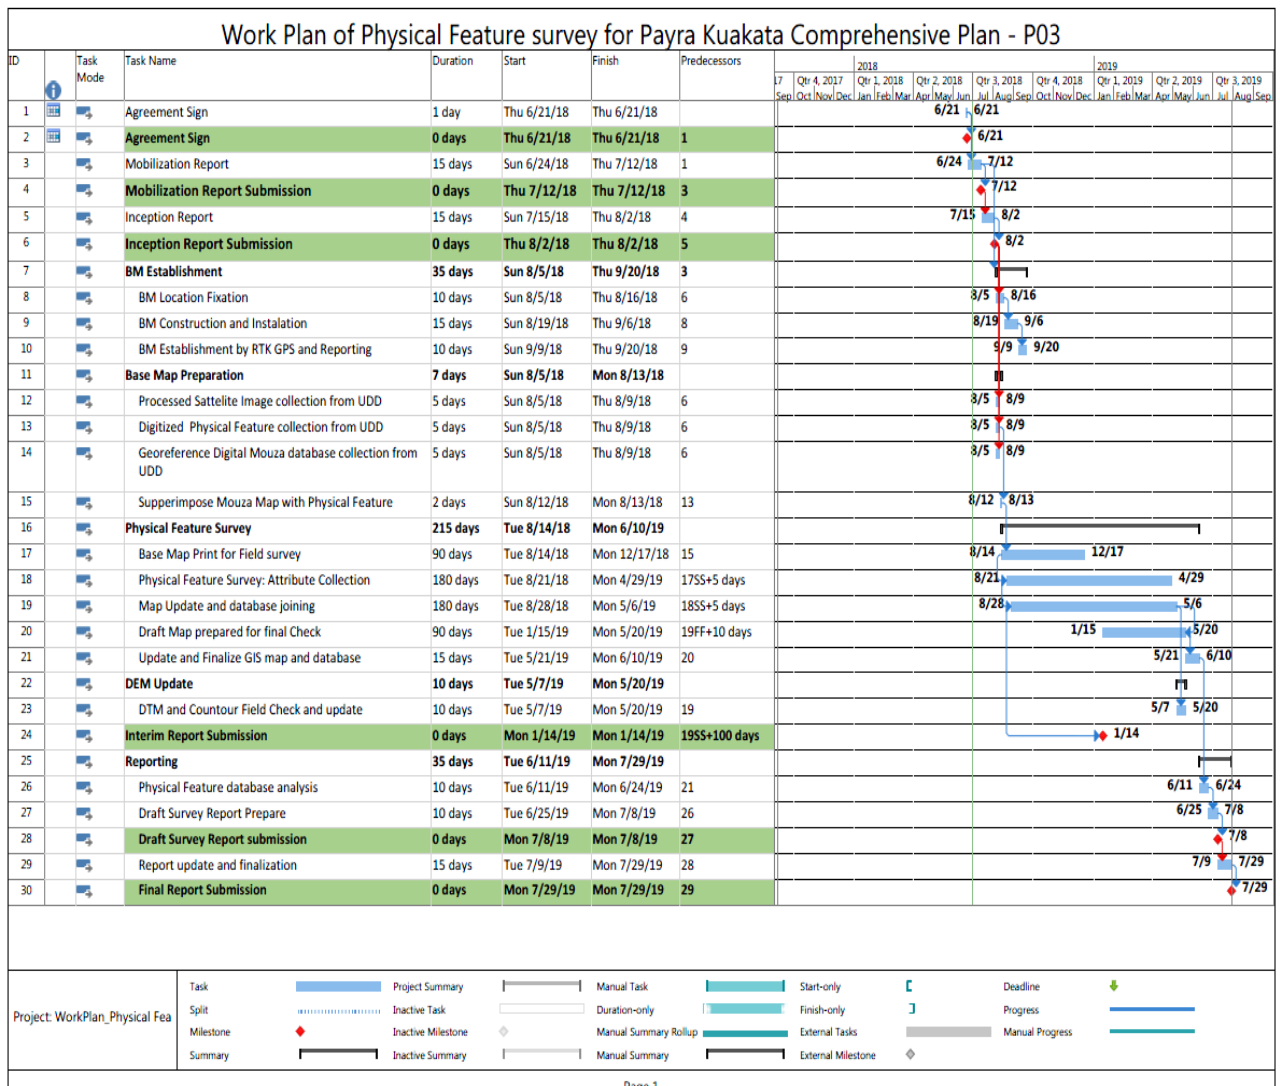 Work Plan of Physical Feature survey for Payra Kuakata Comprehensive Plan - P03
ID Task Mode Task Name Duration Start Finish Predecessors
2018 2019
17 Qtr 4, 2017 Qtr 1, 2018 Qtr 2, 2018 Qtr 3, 2018 Qtr 4, 2018 Qtr 1, 2019 Qtr 2, 2019 Qtr 3, 2019
Sep Oct Nov Dec Jan Feb Mar Apr May Jun Jul Aug Sep Oct Nov Dec Jan Feb Mar Apr May Jun Jul Aug Sep
1 Agreement Sign 1 day Thu 6/21/18 Thu 6/21/18 6/21 6/21
2 Agreement Sign 0 days Thu 6/21/18 Thu 6/21/18 1 6/21
3 Mobilization Report 15 days Sun 6/24/18 Thu 7/12/18 1 6/24 7/12
4 Mobilization Report Submission 0 days Thu 7/12/18 Thu 7/12/18 3 7/12
5 Inception Report 15 days Sun 7/15/18 Thu 8/2/18 4 7/15 8/2
6 Inception Report Submission 0 days Thu 8/2/18 Thu 8/2/18 5 8/2
7 BM Establishment 35 days Sun 8/5/18 Thu 9/20/18 3
8 BM Location Fixation 10 days Sun 8/5/18 Thu 8/16/18 6 8/5 8/16
9 BM Construction and Instalation 15 days Sun 8/19/18 Thu 9/6/18 8 8/19 9/6
10 BM Establishment by RTK GPS and Reporting 10 days Sun 9/9/18 Thu 9/20/18 9 9/9 9/20
11 Base Map Preparation 7 days Sun 8/5/18 Mon 8/13/18
12 Processed Sattelite Image collection from UDD 5 days Sun 8/5/18 Thu 8/9/18 6 8/5 8/9
13 Digitized Physical Feature collection from UDD 5 days Sun 8/5/18 Thu 8/9/18 6 8/5 8/9
14 Georeference Digital Mouza database collection from UDD 5 days Sun 8/5/18 Thu 8/9/18 6 8/5 8/9
15 Supperimpose Mouza Map with Physical Feature 2 days Sun 8/12/18 Mon 8/13/18 13 8/12 8/13
16 Physical Feature Survey 215 days Tue 8/14/18 Mon 6/10/19
17 Base Map Print for Field survey 90 days Tue 8/14/18 Mon 12/17/18 15 8/14 12/17
18 Physical Feature Survey: Attribute Collection 180 days Tue 8/21/18 Mon 4/29/19 17SS+5 days 8/21 4/29
19 Map Update and database joining 180 days Tue 8/28/18 Mon 5/6/19 18SS+5 days 8/28 5/6
20 Draft Map prepared for final Check 90 days Tue 1/15/19 Mon 5/20/19 19FF+10 days 1/15 5/20
21 Update and Finalize GIS map and database 15 days Tue 5/21/19 Mon 6/10/19 20 5/21 6/10
22 DEM Update 10 days Tue 5/7/19 Mon 5/20/19
23 DTM and Countour Field Check and update 10 days Tue 5/7/19 Mon 5/20/19 19 5/7 5/20
24 Interim Report Submission 0 days Mon 1/14/19 Mon 1/14/19 19SS+100 days 1/14
25 Reporting 35 days Tue 6/11/19 Mon 7/29/19
26 Physical Feature database analysis 10 days Tue 6/11/19 Mon 6/24/19 21 6/11 6/24
27 Draft Survey Report Prepare 10 days Tue 6/25/19 Mon 7/8/19 26 6/25 7/8
28 Draft Survey Report submission 0 days Mon 7/8/19 Mon 7/8/19 27 7/8
29 Report update and finalization 15 days Tue 7/9/19 Mon 7/29/19 28 7/9 7/29
30 Final Report Submission 0 days Mon 7/29/19 Mon 7/29/19 29 7/29
Project: WorkPlan_Physical Fea
Task Project Summary Manual Task Start-only Deadline
Split Inactive Task Duration-only Finish-only Progress
Milestone Inactive Milestone Manual Summary Rollup External Tasks Manual Progress
Summary Inactive Summary Manual Summary External Milestone
Page 1